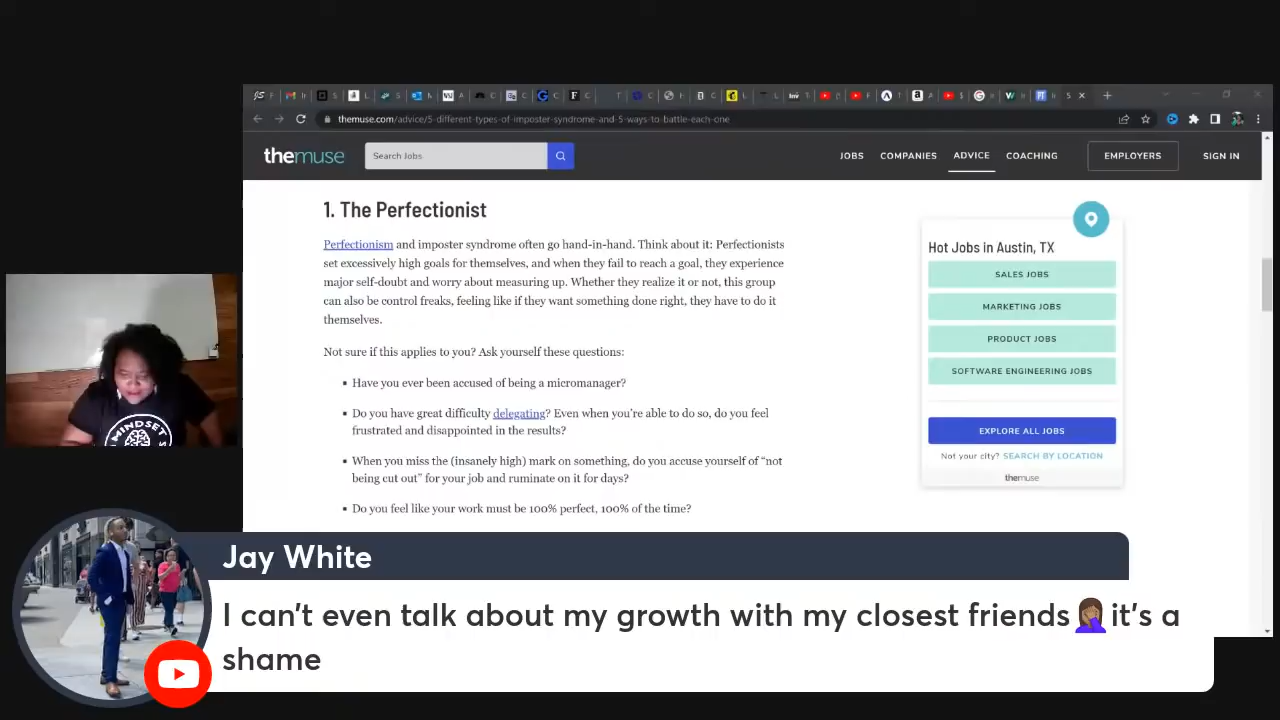 themuse.com/advice/5-different-types-of-imposter-syndrome-and-5-ways-to-battle-each-one
themuse
Search Jobs
JOBS
COMPANIES
ADVICE
COACHING
EMPLOYERS
SIGN IN
1. The Perfectionist
Perfectionism and imposter syndrome often go hand-in-hand. Think about it: Perfectionists
set excessively high goals for themselves, and when they fail to reach a goal, they experience
major self-doubt and worry about measuring up. Whether they realize it or not, this group
can also be control freaks, feeling like if they want something done right, they have to do it
themselves.
Not sure if this applies to you? Ask yourself these questions:
▪ Have you ever been accused of being a micromanager?
▪ Do you have great difficulty delegating? Even when you're able to do so, do you feel
frustrated and disappointed in the results?
▪ When you miss the (insanely high) mark on something, do you accuse yourself of “not
being cut out” for your job and ruminate on it for days?
▪ Do you feel like your work must be 100% perfect, 100% of the time?
Hot Jobs in Austin, TX
SALES JOBS
MARKETING JOBS
PRODUCT JOBS
SOFTWARE ENGINEERING JOBS
EXPLORE ALL JOBS
Not your city? SEARCH BY LOCATION
themuse
MINDSET
Jay White
I can't even talk about my growth with my closest friends🤦🏾‍♀️it's a
shame